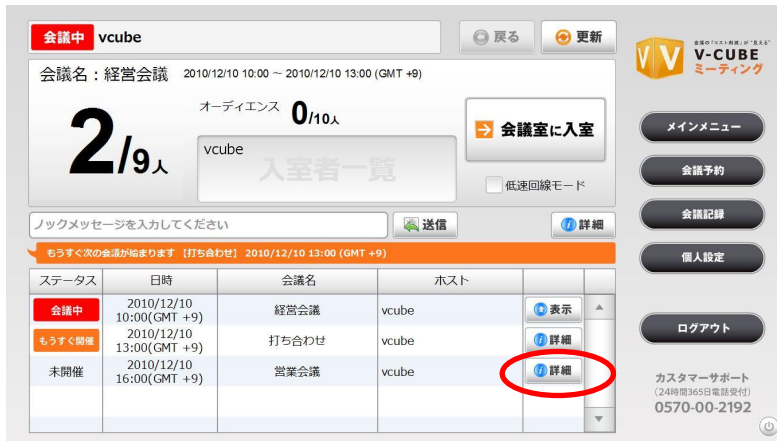 会議中 vcube
戻る
更新
会議の「コスト削減」が“見える”
V-CUBE
ミーティング
会議名：経営会議 2010/12/10 10:00 ～ 2010/12/10 13:00 (GMT +9)
2/9人
オーディエンス 0/10人
vcube
入室者一覧
会議室に入室
低速回線モード
ノックメッセージを入力してください
送信
詳細
もうすぐ次の会議が始まります 【打ち合わせ】 2010/12/10 13:00 (GMT +9)
ステータス 日時 会議名 ホスト
会議中 2010/12/10 10:00(GMT +9) 経営会議 vcube 表示
もうすぐ開催 2010/12/10 13:00(GMT +9) 打ち合わせ vcube 詳細
未開催 2010/12/10 16:00(GMT +9) 営業会議 vcube 詳細
メインメニュー
会議予約
会議記録
個人設定
ログアウト
カスタマーサポート
(24時間365日電話受付)
0570-00-2192